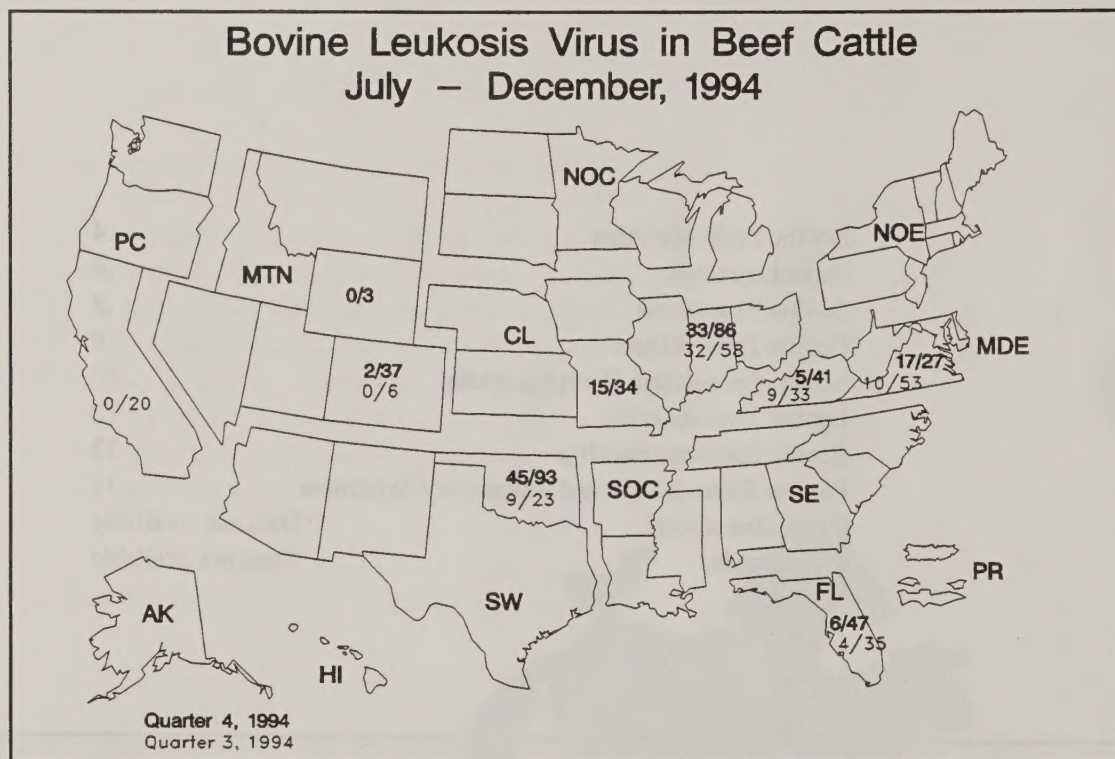 Bovine Leukosis Virus in Beef Cattle
July – December, 1994
NOC
PC
NOE
MTN
0/3
CL
33/86
32/58
MDE
17/27
10/53
2/37
0/6
5/41
9/33
15/34
0/20
45/93
9/23
SOC
SE
PR
FL
SW
AK
6/47
4/35
HI
Quarter 4, 1994
Quarter 3, 1994